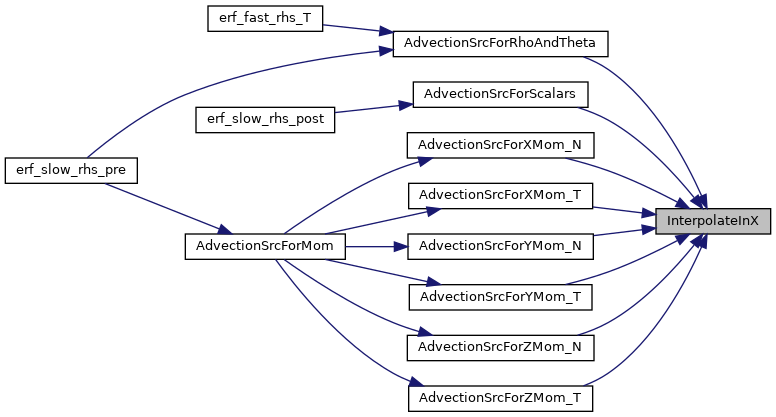 erf_fast_rhs_T
AdvectionSrcForRhoAndTheta
AdvectionSrcForScalars
erf_slow_rhs_post
AdvectionSrcForXMom_N
erf_slow_rhs_pre
AdvectionSrcForXMom_T
InterpolateInX
AdvectionSrcForMom
AdvectionSrcForYMom_N
AdvectionSrcForYMom_T
AdvectionSrcForZMom_N
AdvectionSrcForZMom_T